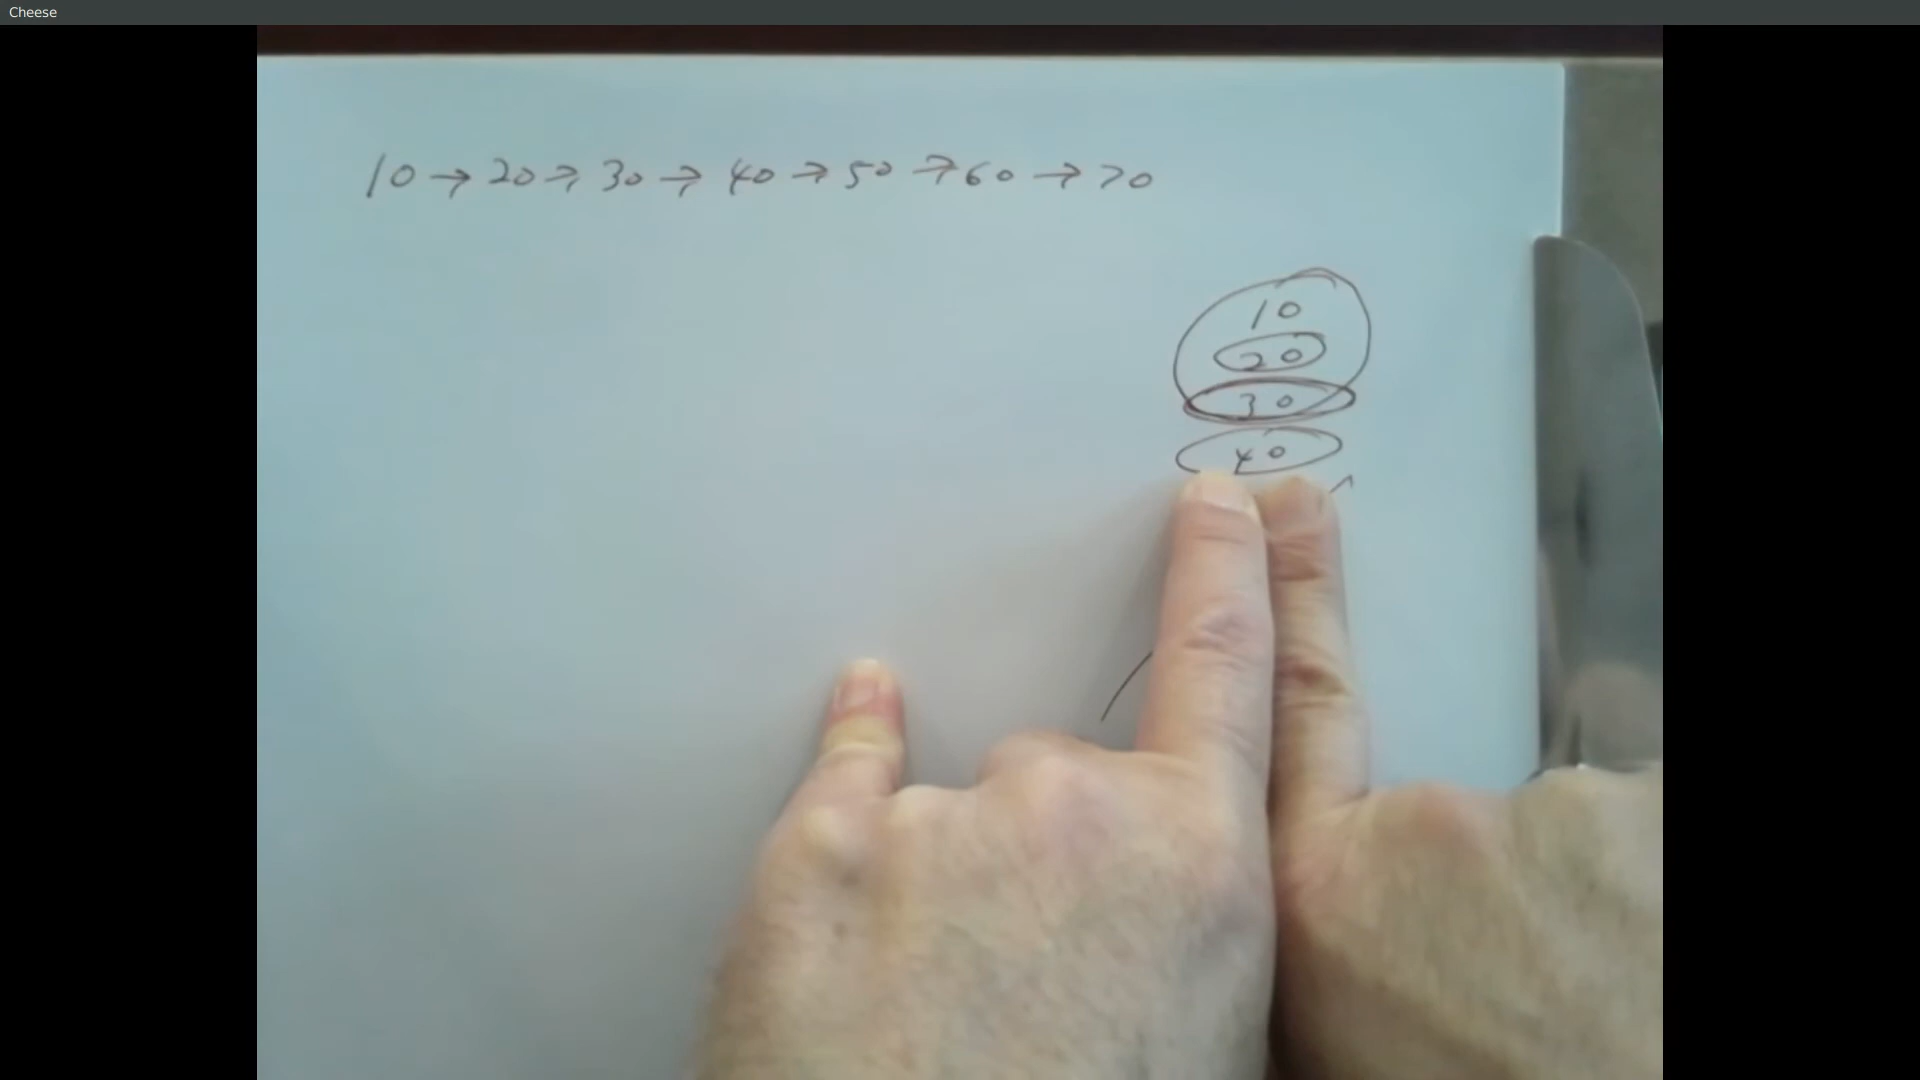 Cheese
10 → 20 → 30 → 40 → 50 → 60 → 70
10
20
30
40